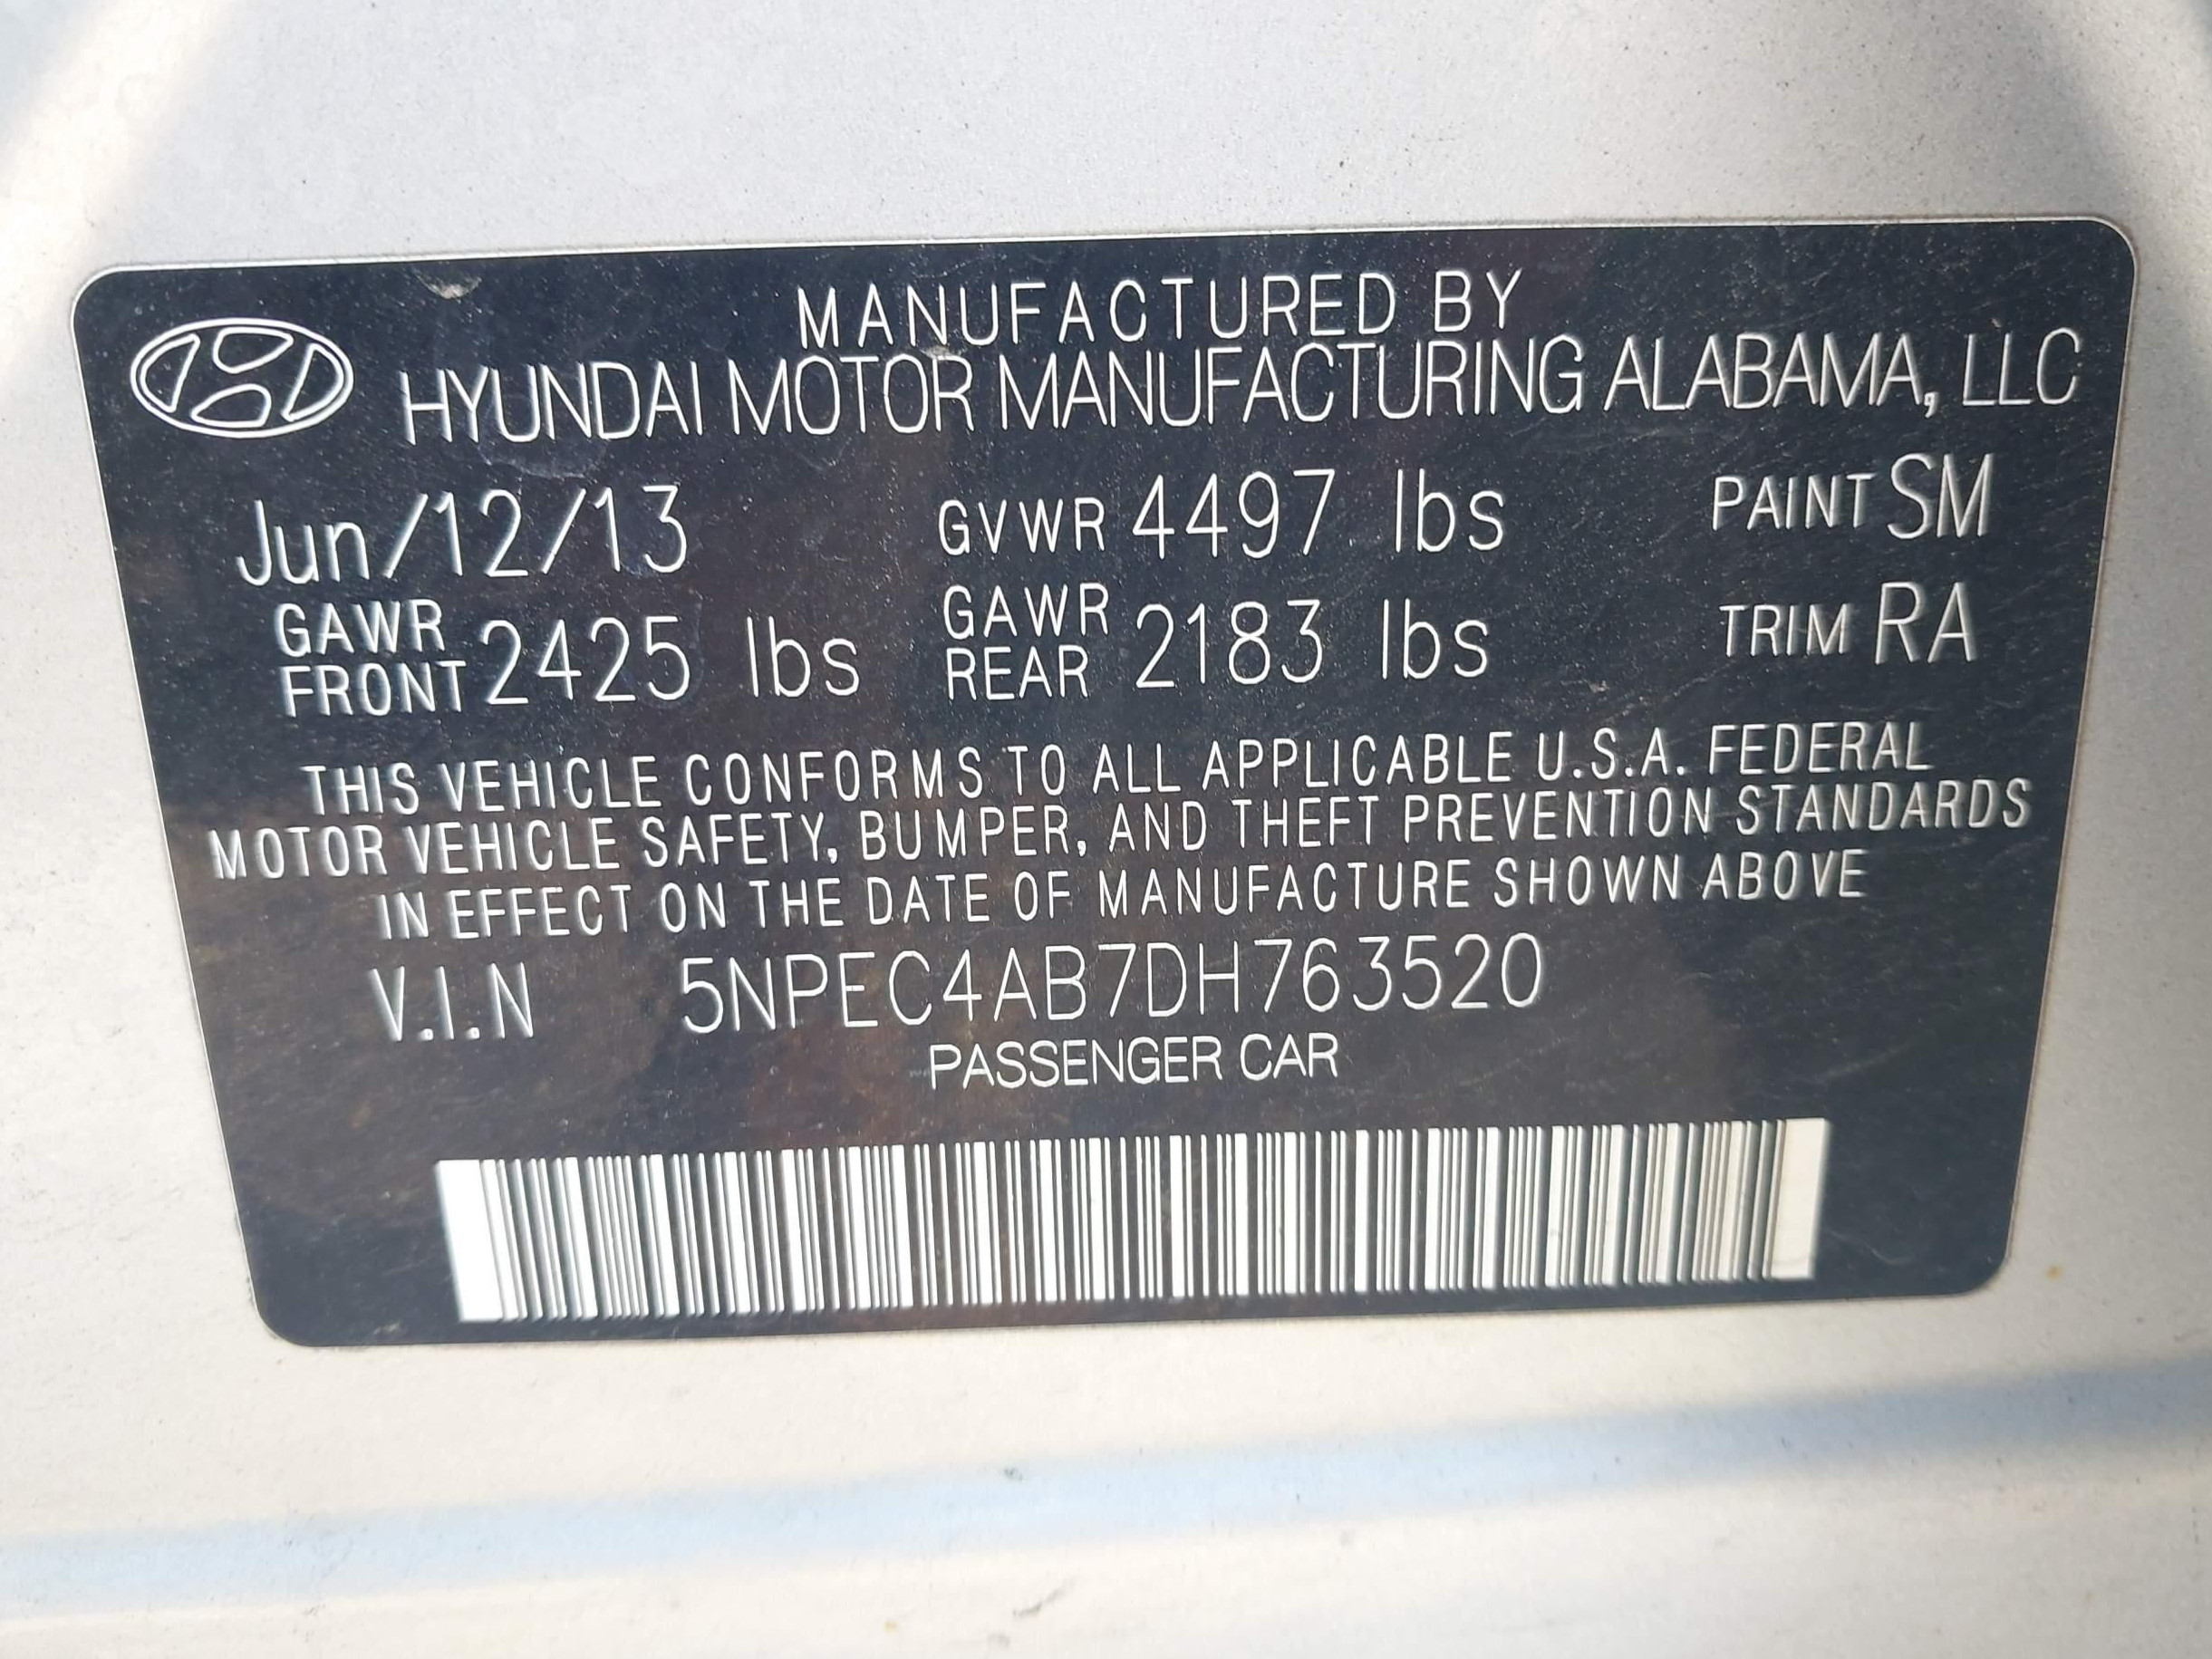 MANUFACTURED BY
HYUNDAI MOTOR MANUFACTURING ALABAMA, LLC
Jun/12/13 GVWR 4497 lbs PAINT SM
GAWR FRONT 2425 lbs GAWR REAR 2183 lbs TRIM RA
THIS VEHICLE CONFORMS TO ALL APPLICABLE U.S.A. FEDERAL
MOTOR VEHICLE SAFETY, BUMPER, AND THEFT PREVENTION STANDARDS
IN EFFECT ON THE DATE OF MANUFACTURE SHOWN ABOVE
V.I.N 5NPEC4AB7DH763520
PASSENGER CAR